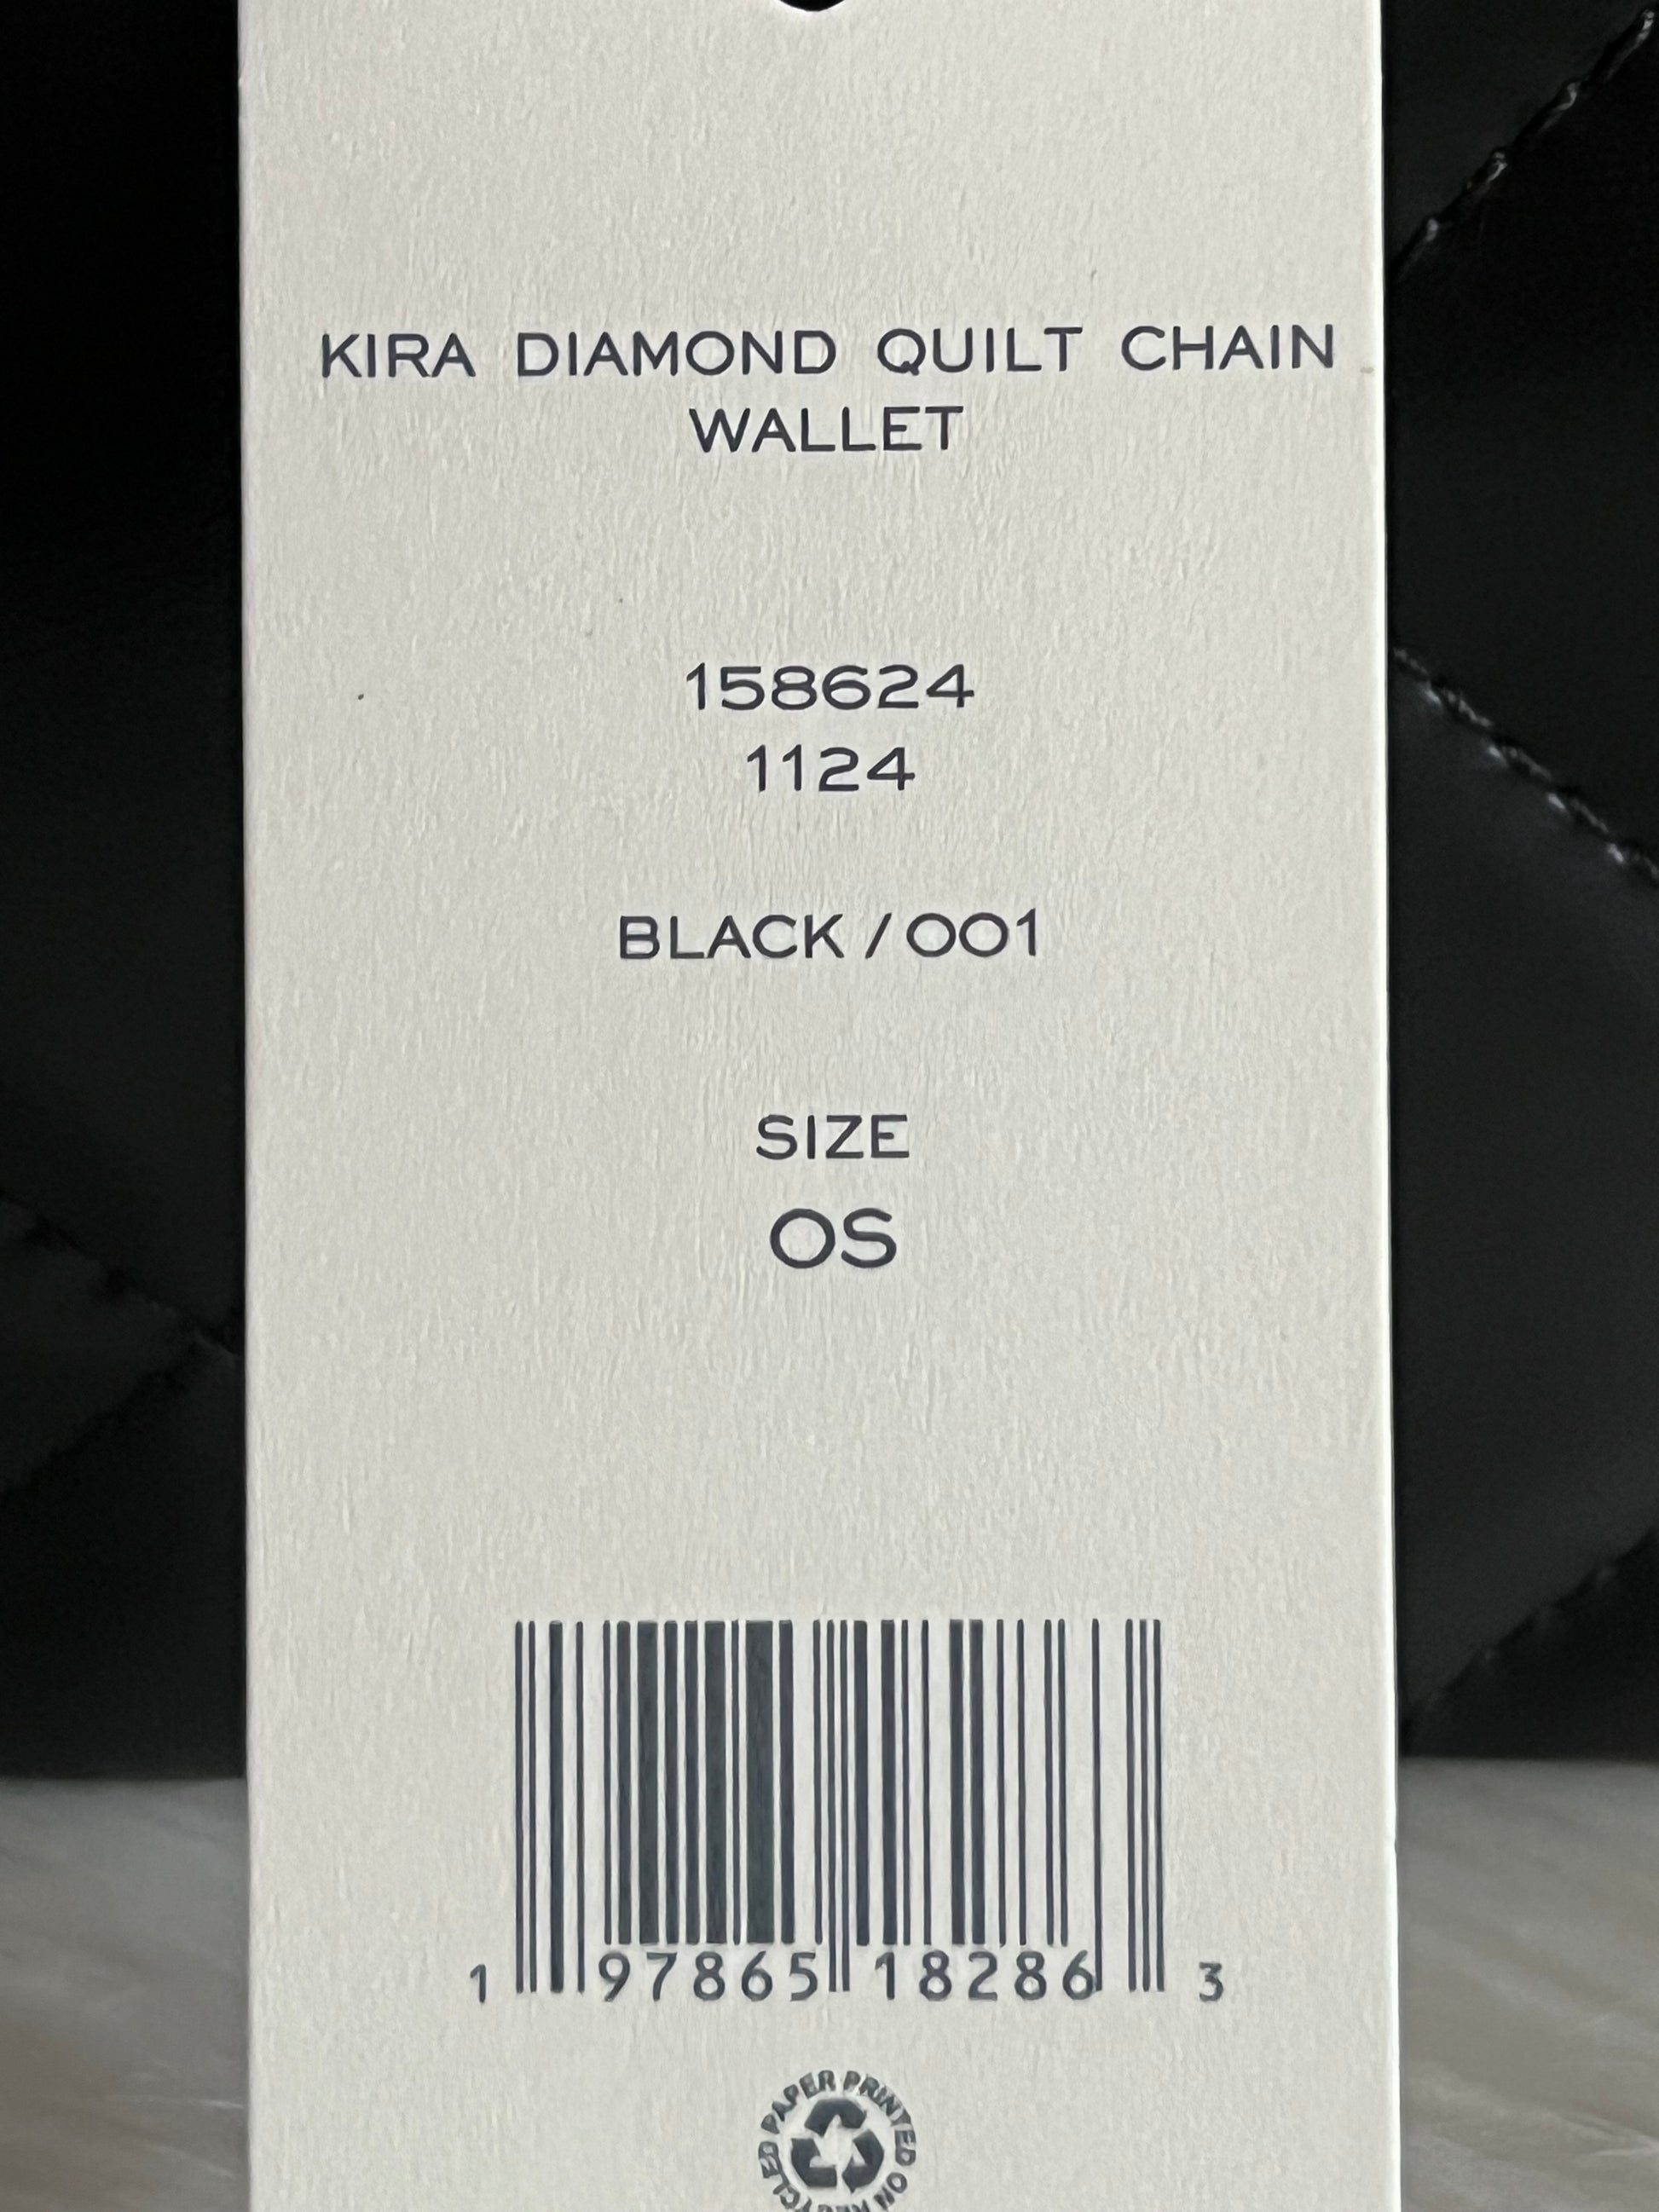 KIRA DIAMOND QUILT CHAIN
WALLET
158624
1124
BLACK / 001
SIZE
OS
1 97865 18286 3
PRINTED ON RECYCLED PAPER